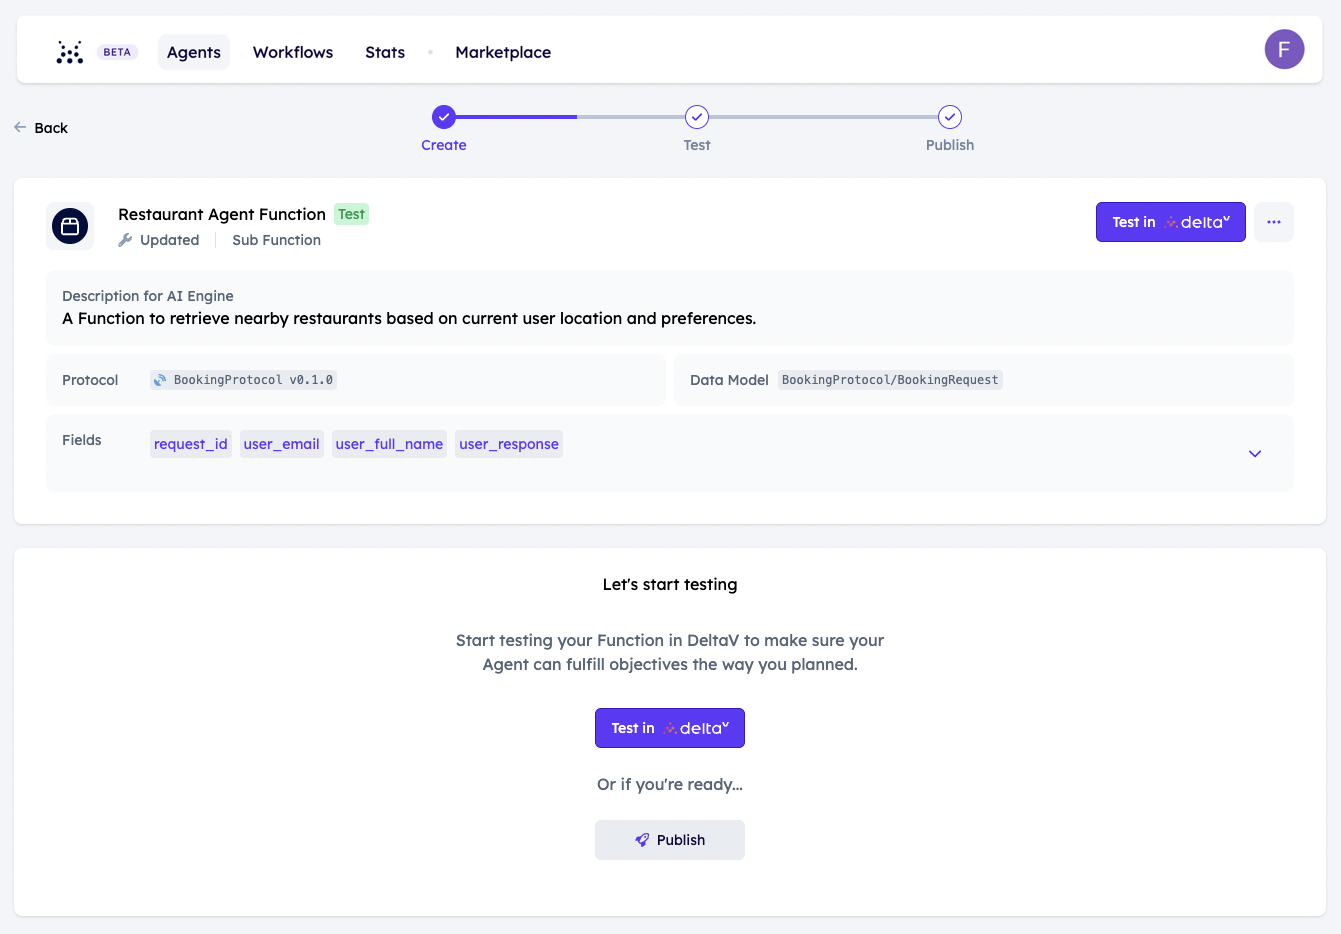 BETA
Agents
Workflows
Stats
Marketplace
F
Back
Create
Test
Publish
Restaurant Agent Function
Test
Updated
Sub Function
Test in deltaV
...
Description for AI Engine
A Function to retrieve nearby restaurants based on current user location and preferences.
Protocol
BookingProtocol v0.1.0
Data Model
BookingProtocol/BookingRequest
Fields
request_id
user_email
user_full_name
user_response
Let's start testing
Start testing your Function in DeltaV to make sure your
Agent can fulfill objectives the way you planned.
Test in deltaV
Or if you're ready...
Publish